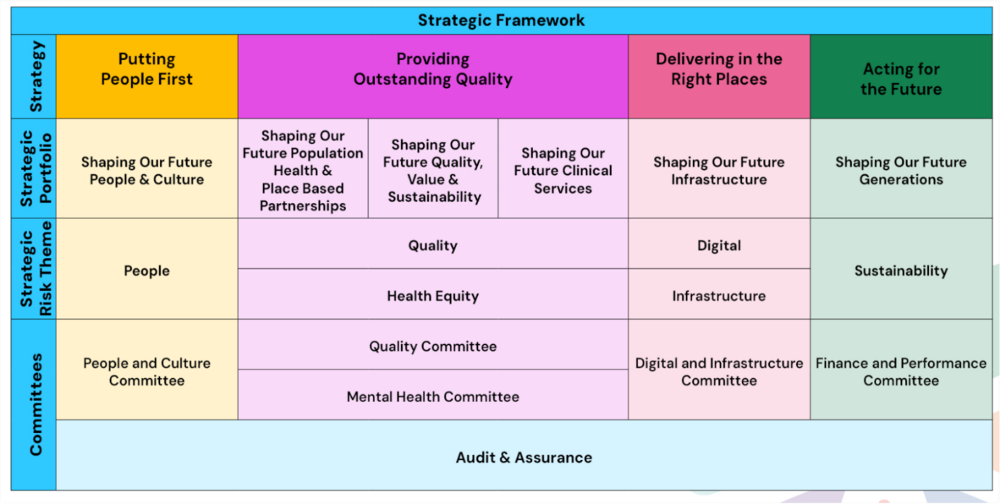 Strategic Framework
Strategy
Putting
People First
Providing
Outstanding Quality
Delivering in the
Right Places
Acting for
the Future
Strategic
Portfolio
Shaping Our Future
People & Culture
Shaping Our
Future Population
Health &
Place Based
Partnerships
Shaping Our
Future Quality,
Value &
Sustainability
Shaping Our
Future Clinical
Services
Shaping Our Future
Infrastructure
Shaping Our Future
Generations
Strategic
Risk Theme
People
Quality
Health Equity
Digital
Infrastructure
Sustainability
Committees
People and Culture
Committee
Quality Committee
Mental Health Committee
Digital and Infrastructure
Committee
Finance and Performance
Committee
Audit & Assurance